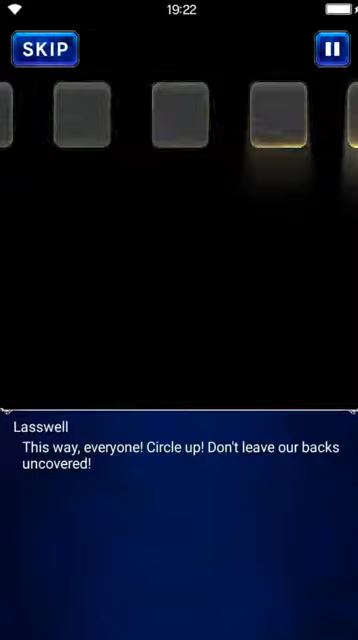 19:22
SKIP
Lasswell
This way, everyone! Circle up! Don't leave our backs
uncovered!